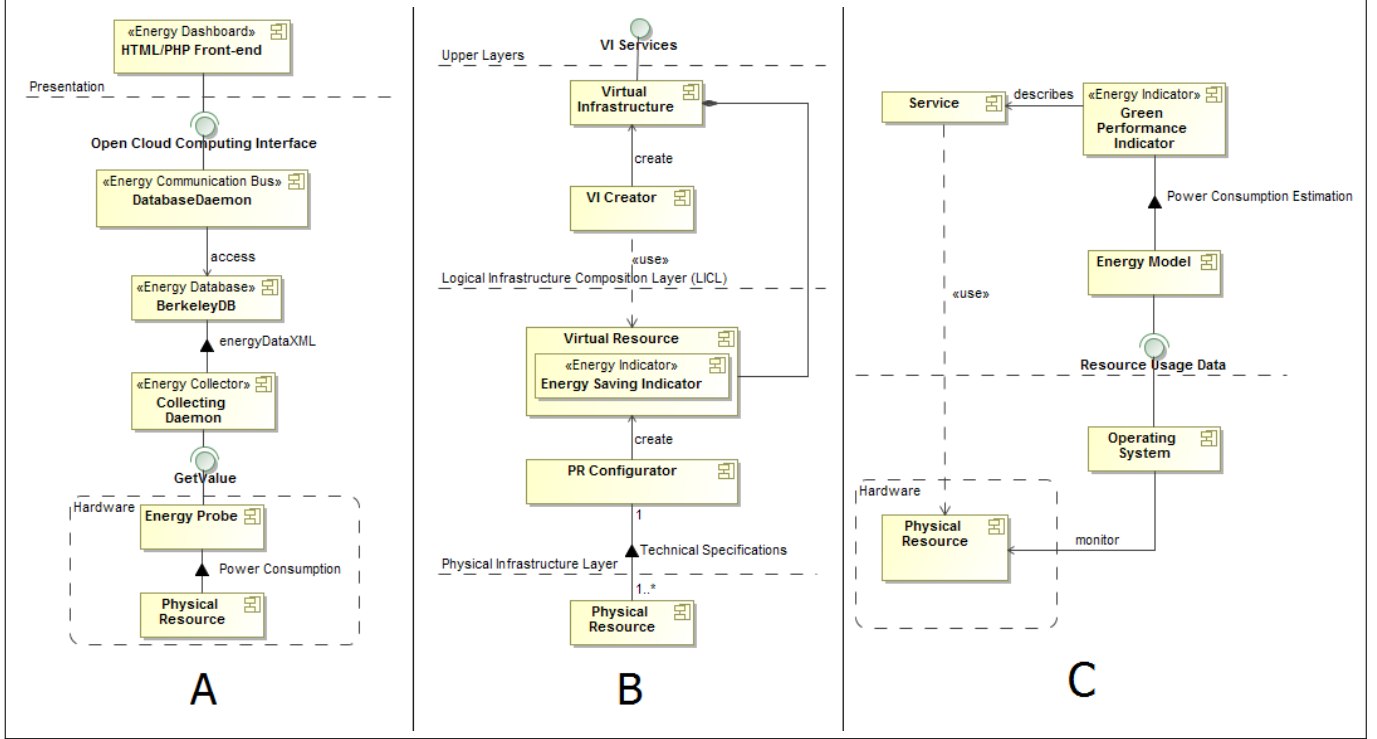 «Energy Dashboard»
HTML/PHP Front-end
Presentation
Open Cloud Computing Interface
«Energy Communication Bus»
DatabaseDaemon
access
«Energy Database»
BerkeleyDB
energyDataXML
«Energy Collector»
Collecting
Daemon
GetValue
Hardware
Energy Probe
Power Consumption
Physical
Resource
A
VI Services
Upper Layers
Virtual
Infrastructure
create
VI Creator
«use»
Logical Infrastructure Composition Layer (LICL)
Virtual Resource
«Energy Indicator»
Energy Saving Indicator
create
PR Configurator
1
Technical Specifications
Physical Infrastructure Layer
1..*
Physical
Resource
B
Service
describes
«Energy Indicator»
Green
Performance
Indicator
Power Consumption Estimation
Energy Model
«use»
Resource Usage Data
Operating
System
Hardware
Physical
Resource
monitor
C